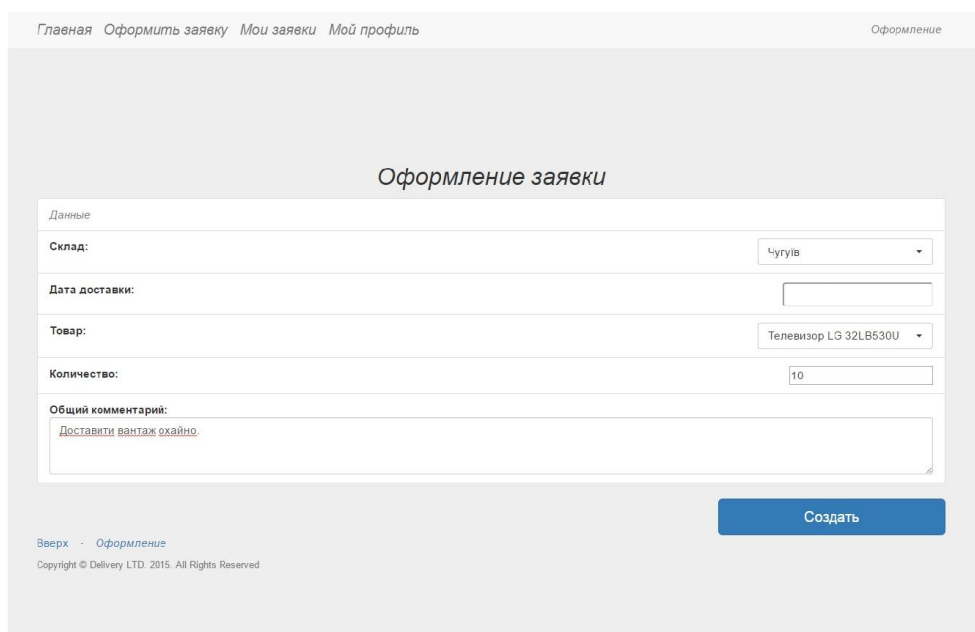 Главная Оформить заявку Мои заявки Мой профиль Оформление
Оформление заявки
Данные
Склад: Чугуїв
Дата доставки:
Товар: Телевизор LG 32LB530U
Количество: 10
Общий комментарий:
Доставити вантаж охайно.
Создать
Вверх · Оформление
Copyright © Delivery LTD. 2015. All Rights Reserved